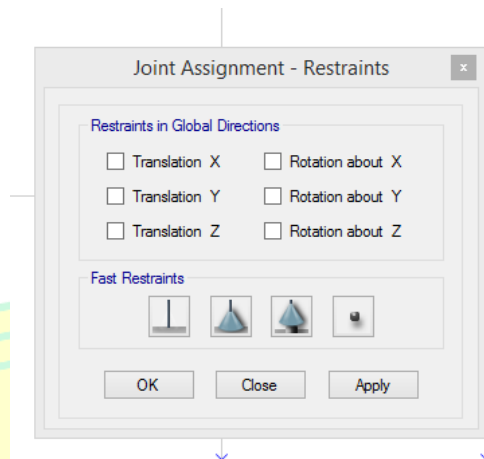 Joint Assignment - Restraints
x
Restraints in Global Directions
Translation X
Rotation about X
Translation Y
Rotation about Y
Translation Z
Rotation about Z
Fast Restraints
OK
Close
Apply